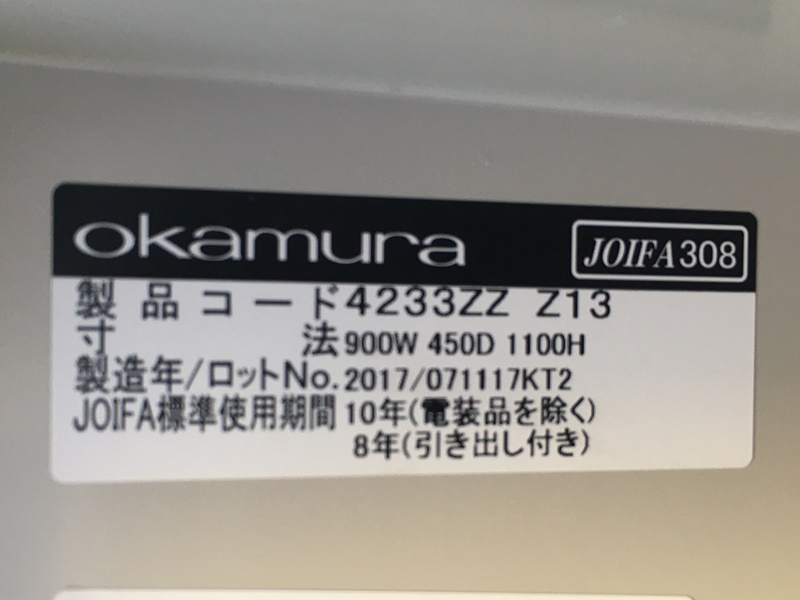 okamura
JOIFA308
製品コード4233ZZ Z13
寸法900W 450D 1100H
製造年/ロットNo.2017/071117KT2
JOIFA標準使用期間10年(電装品を除く)
8年(引き出し付き)